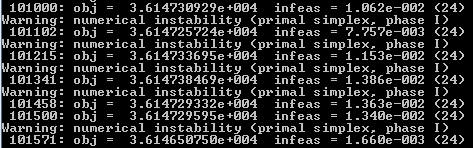 101000: obj = 3.614730929e+004 infeas = 1.062e-002 (24)
Warning: numerical instability (primal simplex, phase I)
101102: obj = 3.614725724e+004 infeas = 7.757e-003 (24)
Warning: numerical instability (primal simplex, phase I)
101215: obj = 3.614733695e+004 infeas = 1.153e-002 (24)
Warning: numerical instability (primal simplex, phase I)
101341: obj = 3.614738469e+004 infeas = 1.386e-002 (24)
Warning: numerical instability (primal simplex, phase I)
101458: obj = 3.614729332e+004 infeas = 1.363e-002 (24)
101500: obj = 3.614729595e+004 infeas = 1.340e-002 (24)
Warning: numerical instability (primal simplex, phase I)
101571: obj = 3.614650750e+004 infeas = 1.660e-003 (24)